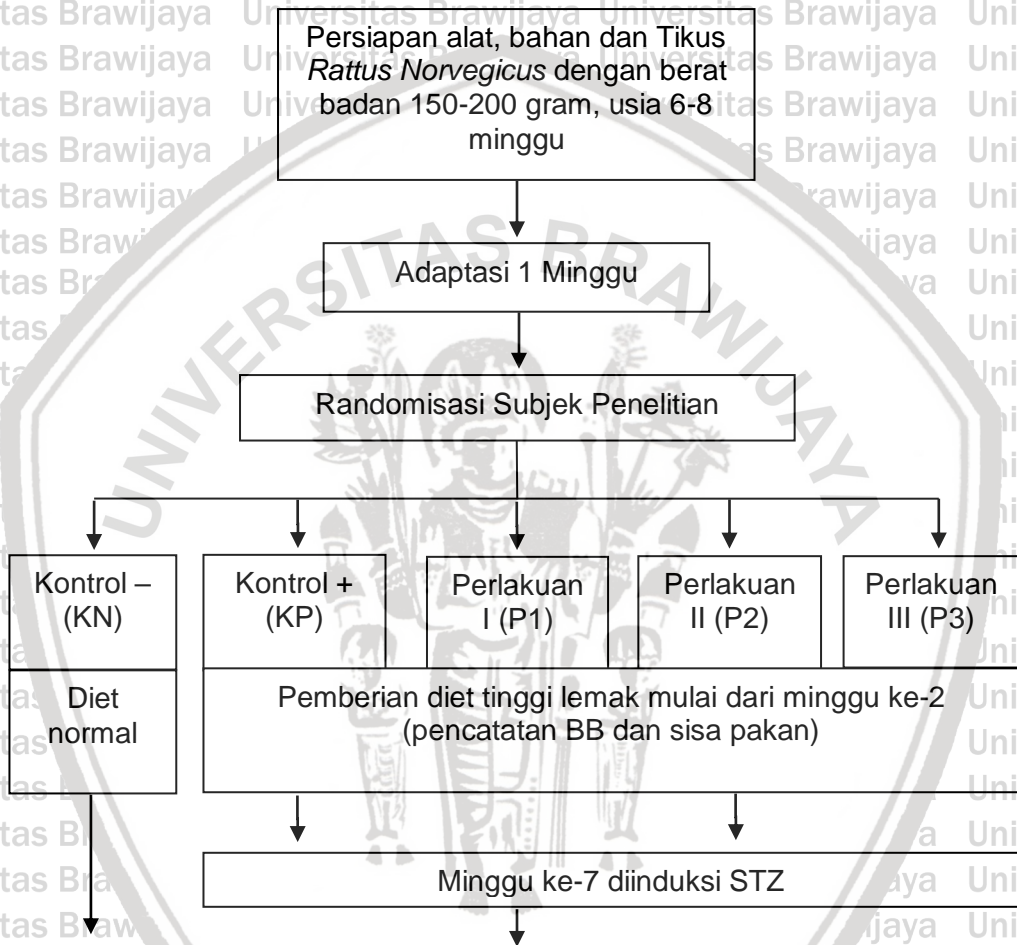 Persiapan alat, bahan dan Tikus
Rattus Norvegicus dengan berat
badan 150-200 gram, usia 6-8
minggu
Adaptasi 1 Minggu
Randomisasi Subjek Penelitian
Kontrol –
(KN)
Kontrol +
(KP)
Perlakuan
I (P1)
Perlakuan
II (P2)
Perlakuan
III (P3)
Diet
normal
Pemberian diet tinggi lemak mulai dari minggu ke-2
(pencatatan BB dan sisa pakan)
Minggu ke-7 diinduksi STZ
UNIVERSITAS BRAWIJAYA